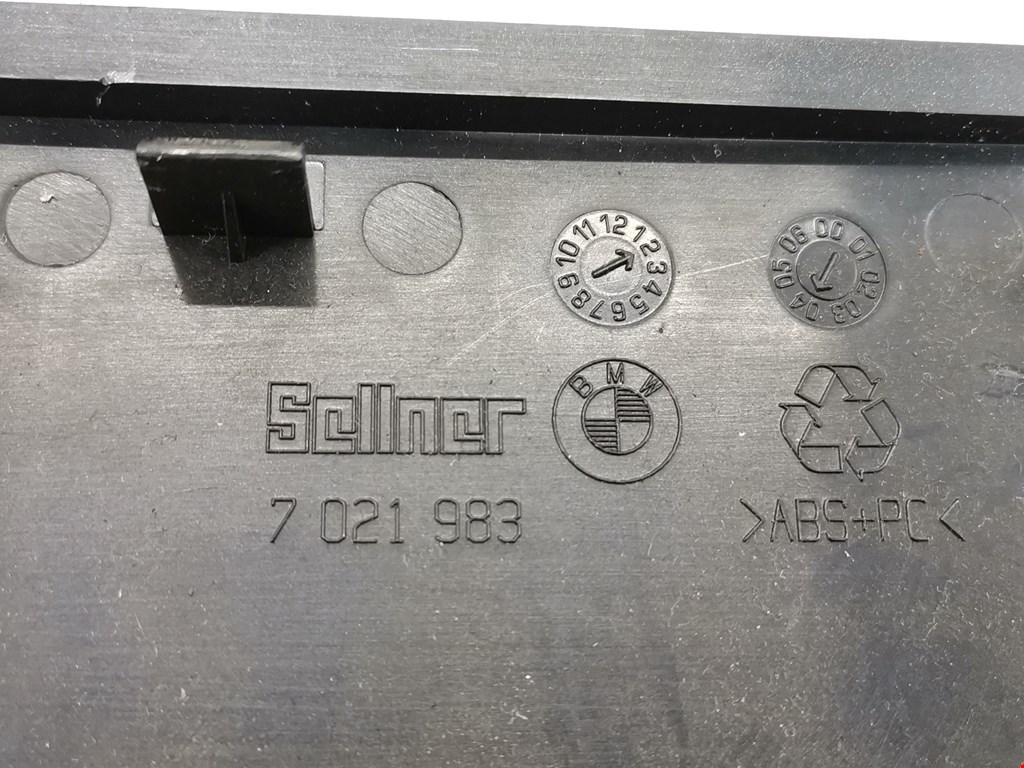 1 2 3 4 5 6 7 8 9 10 11 12
00 01 02 03 04 05 06
Sellner
BMW
7 021 983
>ABS+PC<